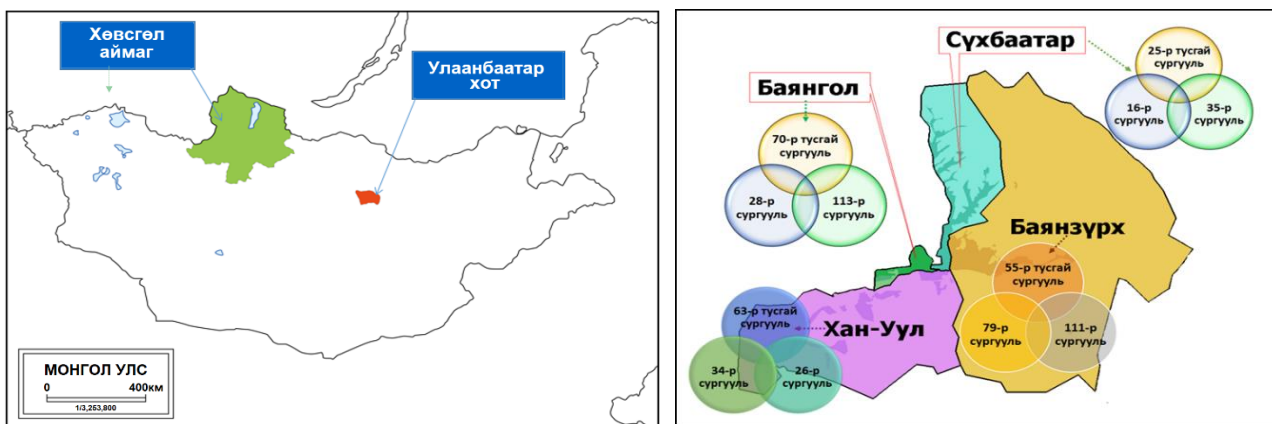 Хөвсгөл
аймаг
Улаанбаатар
хот
МОНГОЛ УЛС
0 400км
1/3,253,800
Сүхбаатар
25-р тусгай
сургууль
16-р
сургууль
35-р
сургууль
Баянгол
70-р тусгай
сургууль
28-р
сургууль
113-р
сургууль
Баянзүрх
55-р тусгай
сургууль
79-р
сургууль
111-р
сургууль
63-р тусгай
сургууль
Хан-Уул
34-р
сургууль
26-р
сургууль